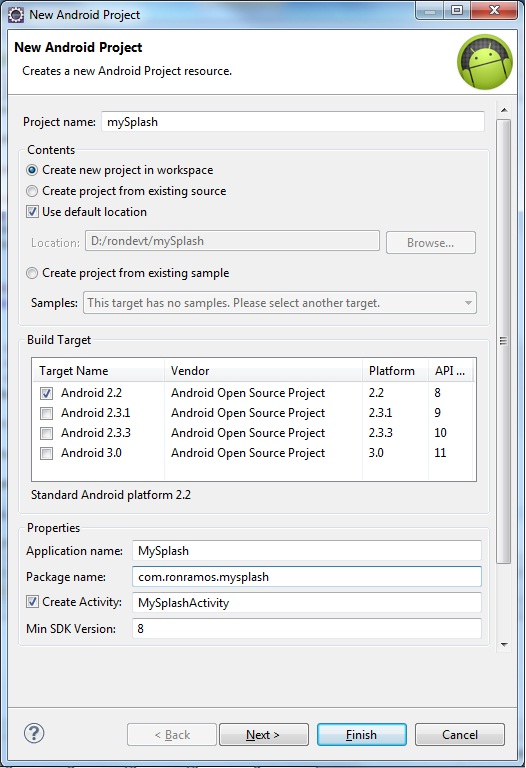 New Android Project
New Android Project
Creates a new Android Project resource.
Project name: mySplash
Contents
Create new project in workspace
Create project from existing source
Use default location
Location: D:/rondevt/mySplash Browse...
Create project from existing sample
Samples: This target has no samples. Please select another target.
Build Target
Target Name Vendor Platform API ...
Android 2.2 Android Open Source Project 2.2 8
Android 2.3.1 Android Open Source Project 2.3.1 9
Android 2.3.3 Android Open Source Project 2.3.3 10
Android 3.0 Android Open Source Project 3.0 11
Standard Android platform 2.2
Properties
Application name: MySplash
Package name: com.ronramos.mysplash
Create Activity: MySplashActivity
Min SDK Version: 8
? < Back Next > Finish Cancel